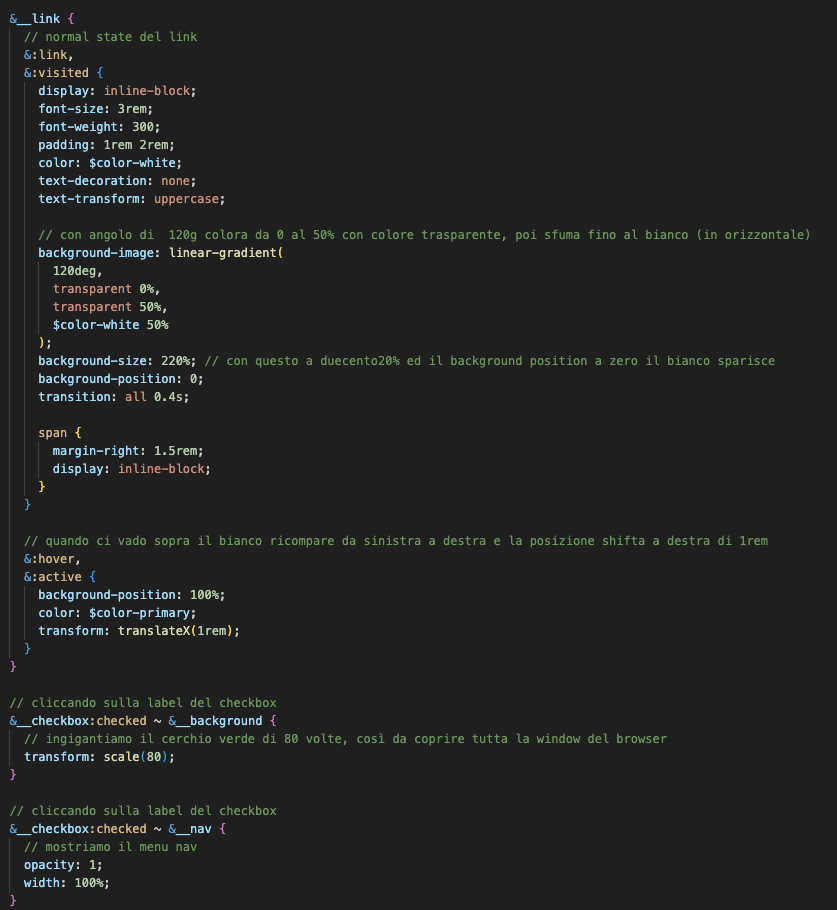 &__link {
// normal state del link
&:link,
&:visited {
display: inline-block;
font-size: 3rem;
font-weight: 300;
padding: 1rem 2rem;
color: $color-white;
text-decoration: none;
text-transform: uppercase;
// con angolo di  120g colora da 0 al 50% con colore trasparente, poi sfuma fino al bianco (in orizzontale)
background-image: linear-gradient(
120deg,
transparent 0%,
transparent 50%,
$color-white 50%
);
background-size: 220%; // con questo a duecento20% ed il background position a zero il bianco sparisce
background-position: 0;
transition: all 0.4s;
span {
margin-right: 1.5rem;
display: inline-block;
}
}
// quando ci vado sopra il bianco ricompare da sinistra a destra e la posizione shifta a destra di 1rem
&:hover,
&:active {
background-position: 100%;
color: $color-primary;
transform: translateX(1rem);
}
}
// cliccando sulla label del checkbox
&__checkbox:checked ~ &__background {
// ingigantiamo il cerchio verde di 80 volte, così da coprire tutta la window del browser
transform: scale(80);
}
// cliccando sulla label del checkbox
&__checkbox:checked ~ &__nav {
// mostriamo il menu nav
opacity: 1;
width: 100%;
}